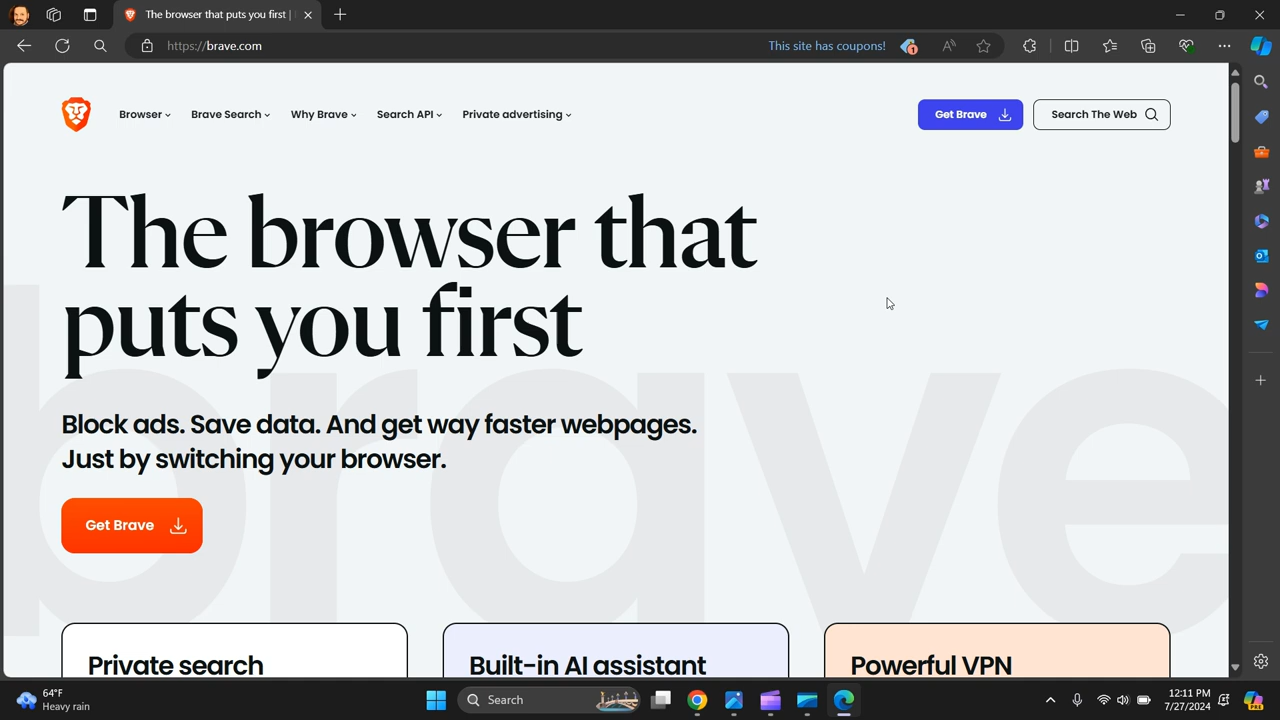 The browser that puts you first |
https://brave.com
This site has coupons!
1
Browser
Brave Search
Why Brave
Search API
Private advertising
Get Brave
Search The Web
The browser that
puts you first
Block ads. Save data. And get way faster webpages.
Just by switching your browser.
Get Brave
brave
Private search
Built-in AI assistant
Powerful VPN
64°F
Heavy rain
Search
12:11 PM
7/27/2024
PRE